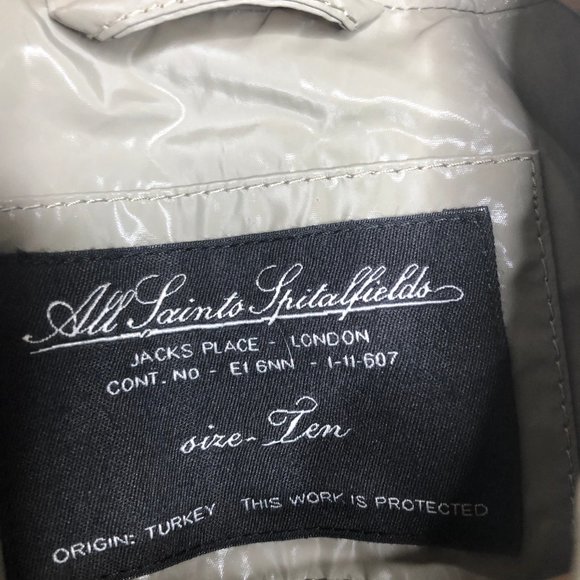 All Saints Spitalfields
JACKS PLACE - LONDON
CONT. NO - E1 6NN - 1-11-607
size-Ten
ORIGIN: TURKEY THIS WORK IS PROTECTED